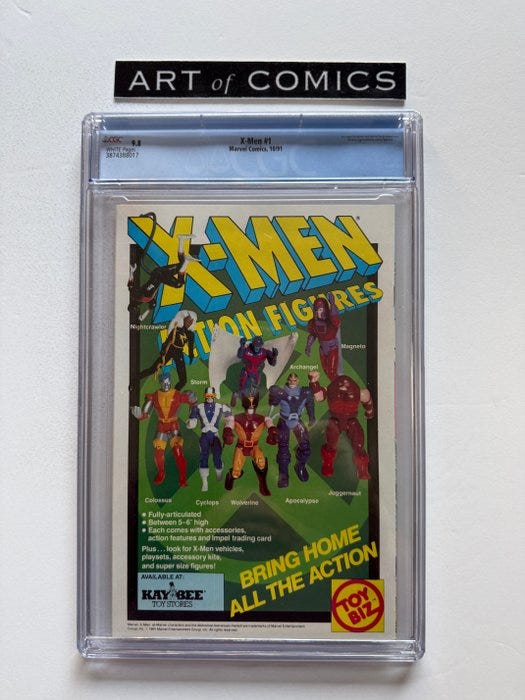 ART of COMICS
CGC 9.8
WHITE Pages
3874388017
X-Men #1
Marvel Comics, 10/91
X-MEN
ACTION FIGURES
Nightcrawler
Magneto
Storm
Archangel
Colossus
Cyclops
Wolverine
Apocalypse
Juggernaut
• Fully-articulated
• Between 5-6" high
• Each comes with accessories,
action features and Impel trading card
Plus... look for X-Men vehicles,
playsets, accessory kits,
and super size figures!
BRING HOME
ALL THE ACTION
AVAILABLE AT:
KAY BEE
TOY STORES
TOY
BIZ